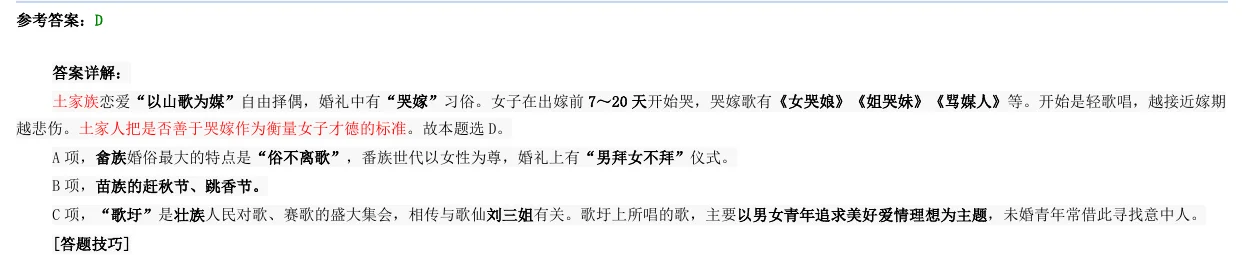 参考答案：D
答案详解：
土家族恋爱“以山歌为媒”自由择偶，婚礼中有“哭嫁”习俗。女子在出嫁前 7～20 天开始哭，哭嫁歌有《女哭娘》《姐哭妹》《骂媒人》等。开始是轻歌唱，越接近嫁期
越悲伤。土家人把是否善于哭嫁作为衡量女子才德的标准。故本题选 D。
A 项，畲族婚俗最大的特点是“俗不离歌”，番族世代以女性为尊，婚礼上有“男拜女不拜”仪式。
B 项，苗族的赶秋节、跳香节。
C 项，“歌圩”是壮族人民对歌、赛歌的盛大集会，相传与歌仙刘三姐有关。歌圩上所唱的歌，主要以男女青年追求美好爱情理想为主题，未婚青年常借此寻找意中人。
[答题技巧]